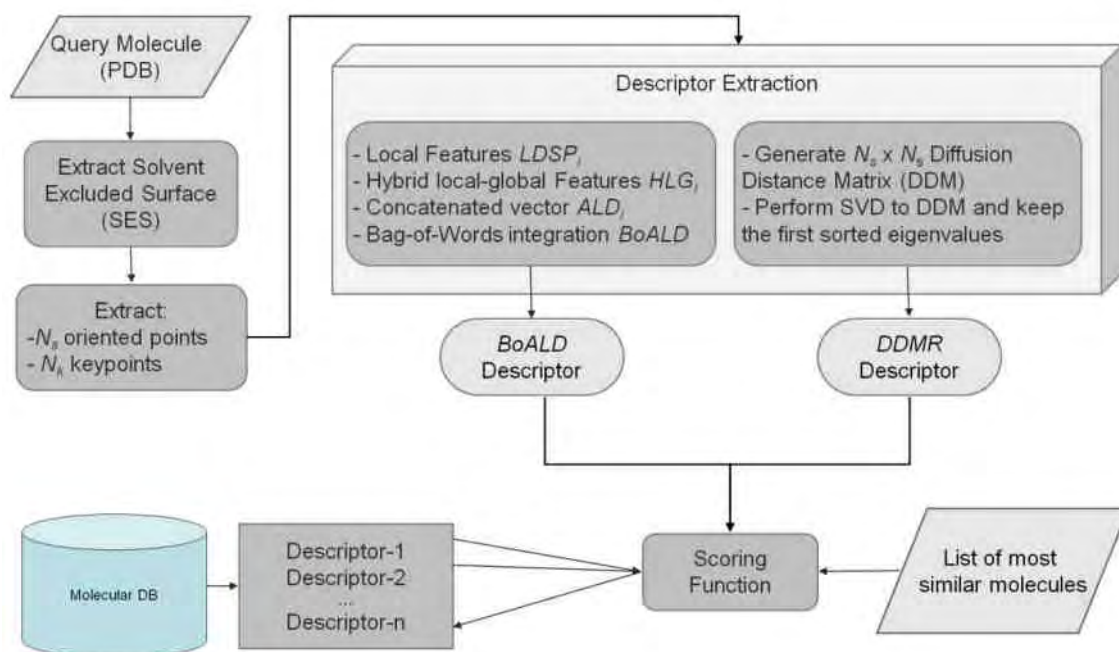 Query Molecule
(PDB)
Extract Solvent
Excluded Surface
(SES)
Extract:
-Ns oriented points
- Nk keypoints
Descriptor Extraction
- Local Features LDSPi
- Hybrid local-global Features HLGi
- Concatenated vector ALDi
- Bag-of-Words integration BoALD
- Generate Ns x Ns Diffusion
Distance Matrix (DDM)
- Perform SVD to DDM and keep
the first sorted eigenvalues
BoALD
Descriptor
DDMR
Descriptor
Molecular DB
Descriptor-1
Descriptor-2
...
Descriptor-n
Scoring
Function
List of most
similar molecules